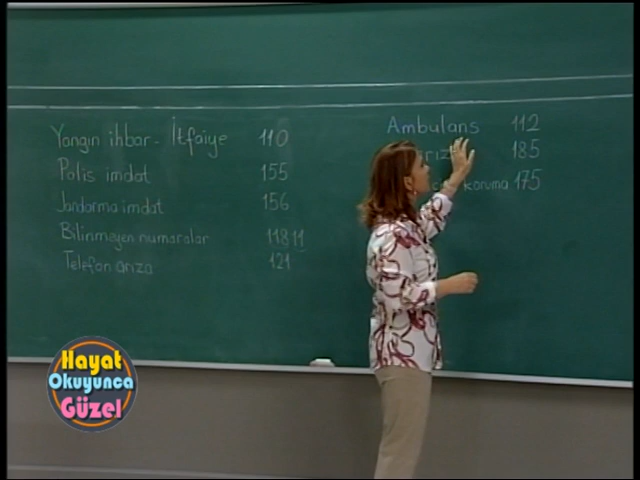 Yangın ihbar - İtfaiye 110
Polis imdat 155
Jandarma imdat 156
Bilinmeyen numaralar 11811
Telefon arıza 121
Ambulans 112
185
koruma 175
Hayat
Okuyunca
Güzel